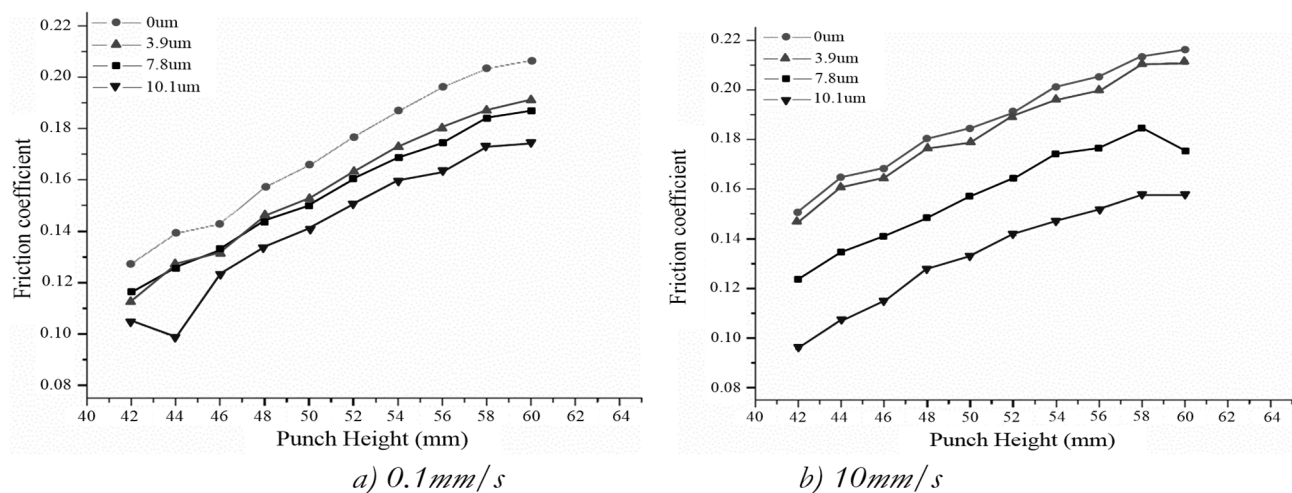 0um
3.9um
7.8um
10.1um
0.22
0.20
0.18
0.16
0.14
0.12
0.10
0.08
Friction coefficient
40 42 44 46 48 50 52 54 56 58 60 62 64
Punch Height (mm)
a) 0.1mm/s
0um
3.9um
7.8um
10.1um
0.22
0.20
0.18
0.16
0.14
0.12
0.10
0.08
Friction coefficient
40 42 44 46 48 50 52 54 56 58 60 62 64
Punch Height (mm)
b) 10mm/s